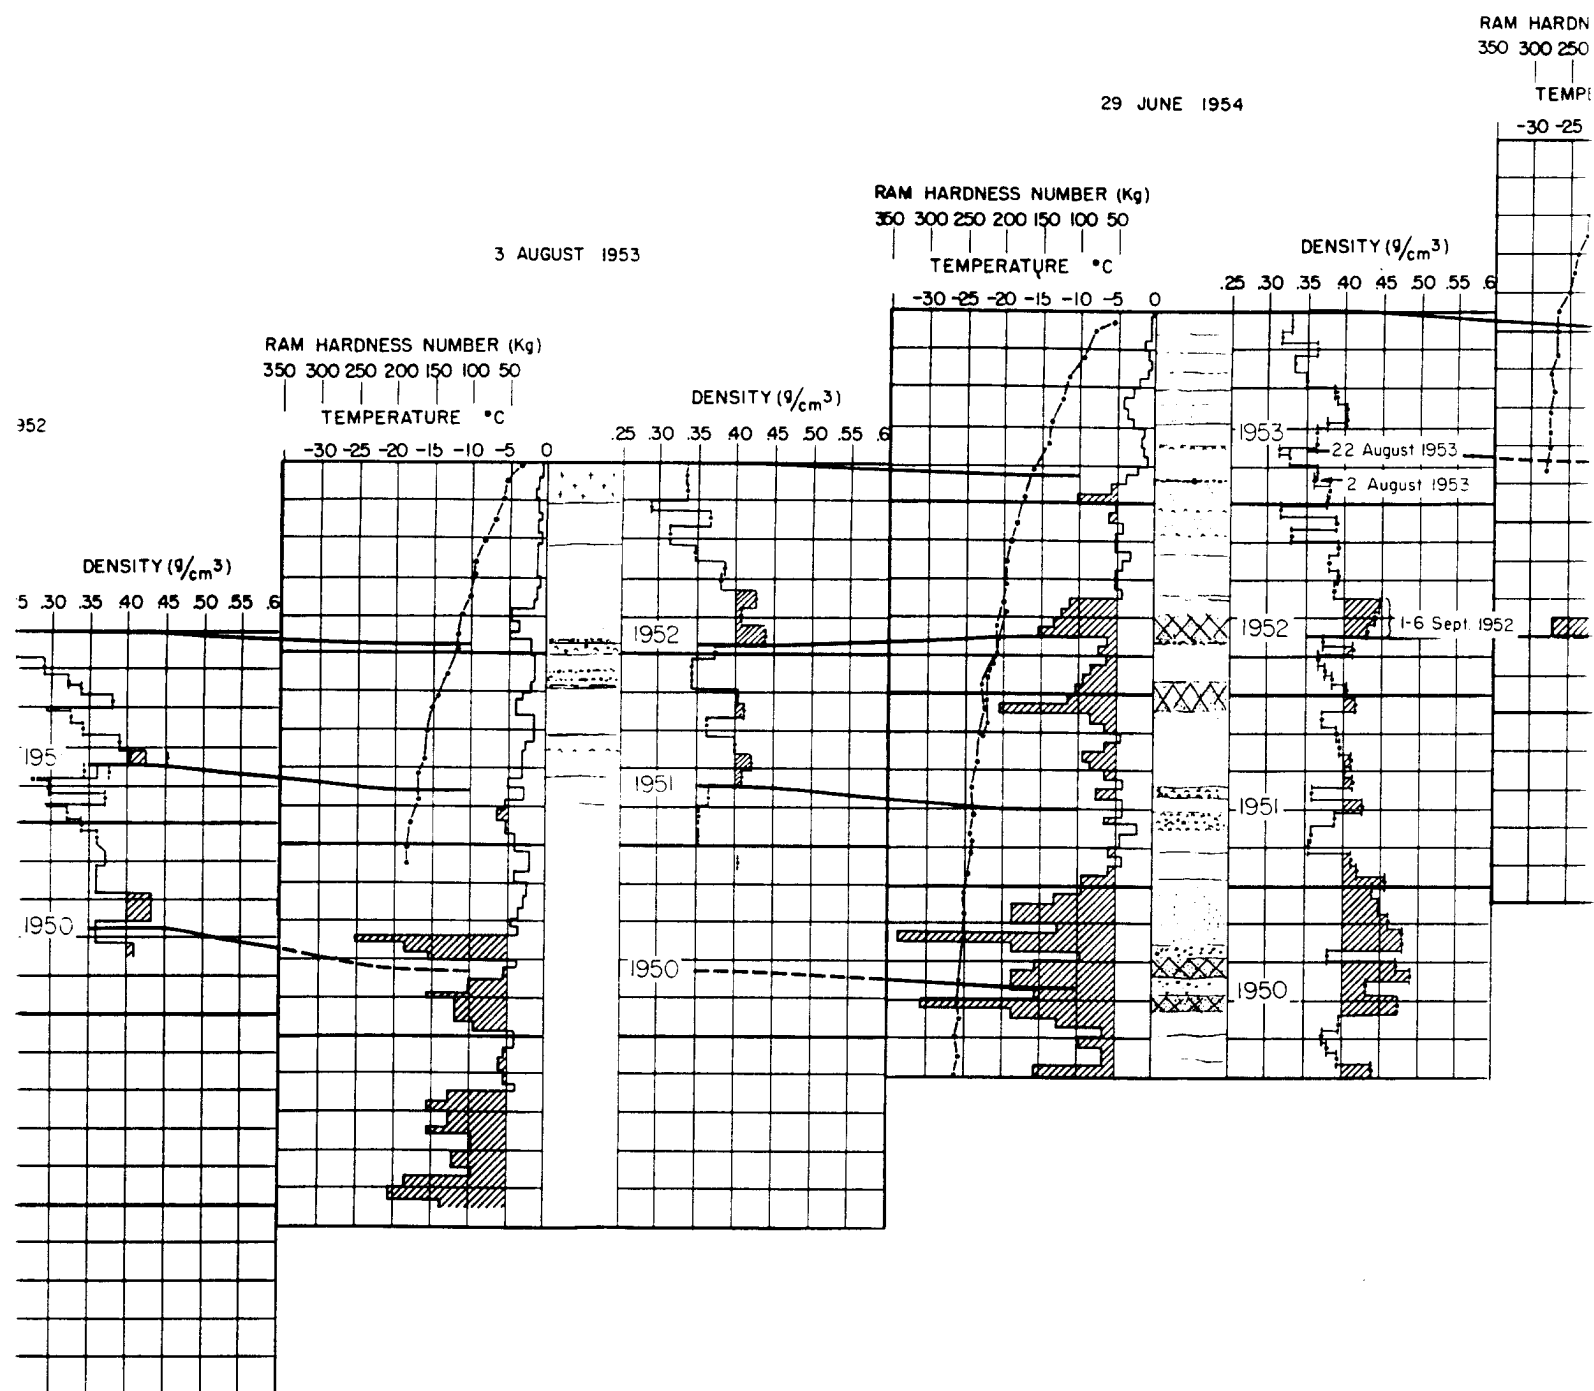 RAM HARDN
350 300 250
TEMPE
-30 -25
29 JUNE 1954
RAM HARDNESS NUMBER (Kg)
350 300 250 200 150 100 50
TEMPERATURE °C
-30 -25 -20 -15 -10 -5 0
DENSITY (g/cm3)
.25 .30 .35 .40 .45 .50 .55 .6
1953
22 August 1953
2 August 1953
1952
1-6 Sept. 1952
1951
1950
3 AUGUST 1953
RAM HARDNESS NUMBER (Kg)
350 300 250 200 150 100 50
TEMPERATURE °C
-30 -25 -20 -15 -10 -5 0
DENSITY (g/cm3)
.25 .30 .35 .40 .45 .50 .55 .6
1952
1951
1950
952
DENSITY (g/cm3)
5 .30 .35 .40 .45 .50 .55 .6
195
1950